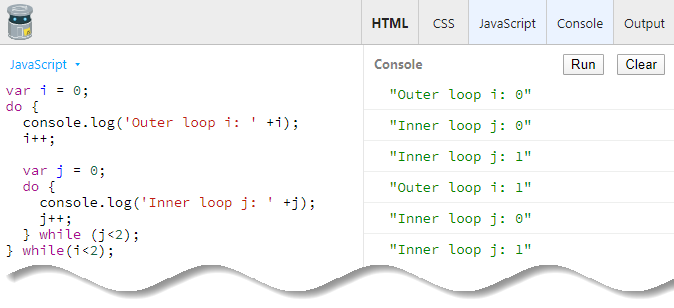 HTML CSS JavaScript Console Output
JavaScript
var i = 0;
do {
console.log('Outer loop i: ' +i);
i++;
var j = 0;
do {
console.log('Inner loop j: ' +j);
j++;
} while (j<2);
} while(i<2);
Console Run Clear
"Outer loop i: 0"
"Inner loop j: 0"
"Inner loop j: 1"
"Outer loop i: 1"
"Inner loop j: 0"
"Inner loop j: 1"